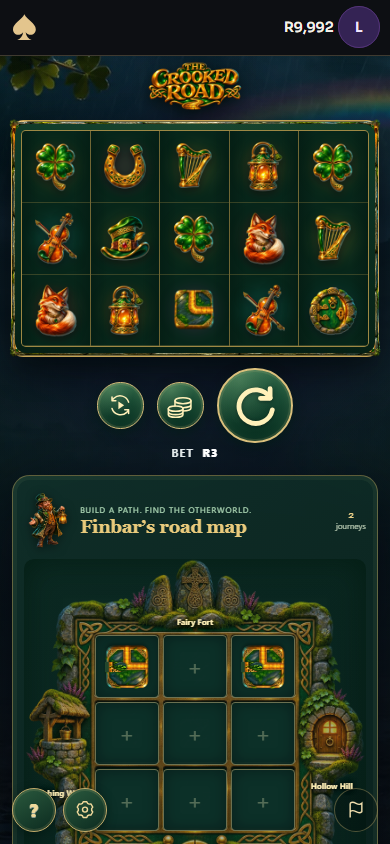 R9,992 L
THE
CROOKED
ROAD
BET R3
BUILD A PATH. FIND THE OTHERWORLD.
Finbar's road map
2
journeys
Fairy Fort
+
+ + +
Hollow Hill
+ + +
?